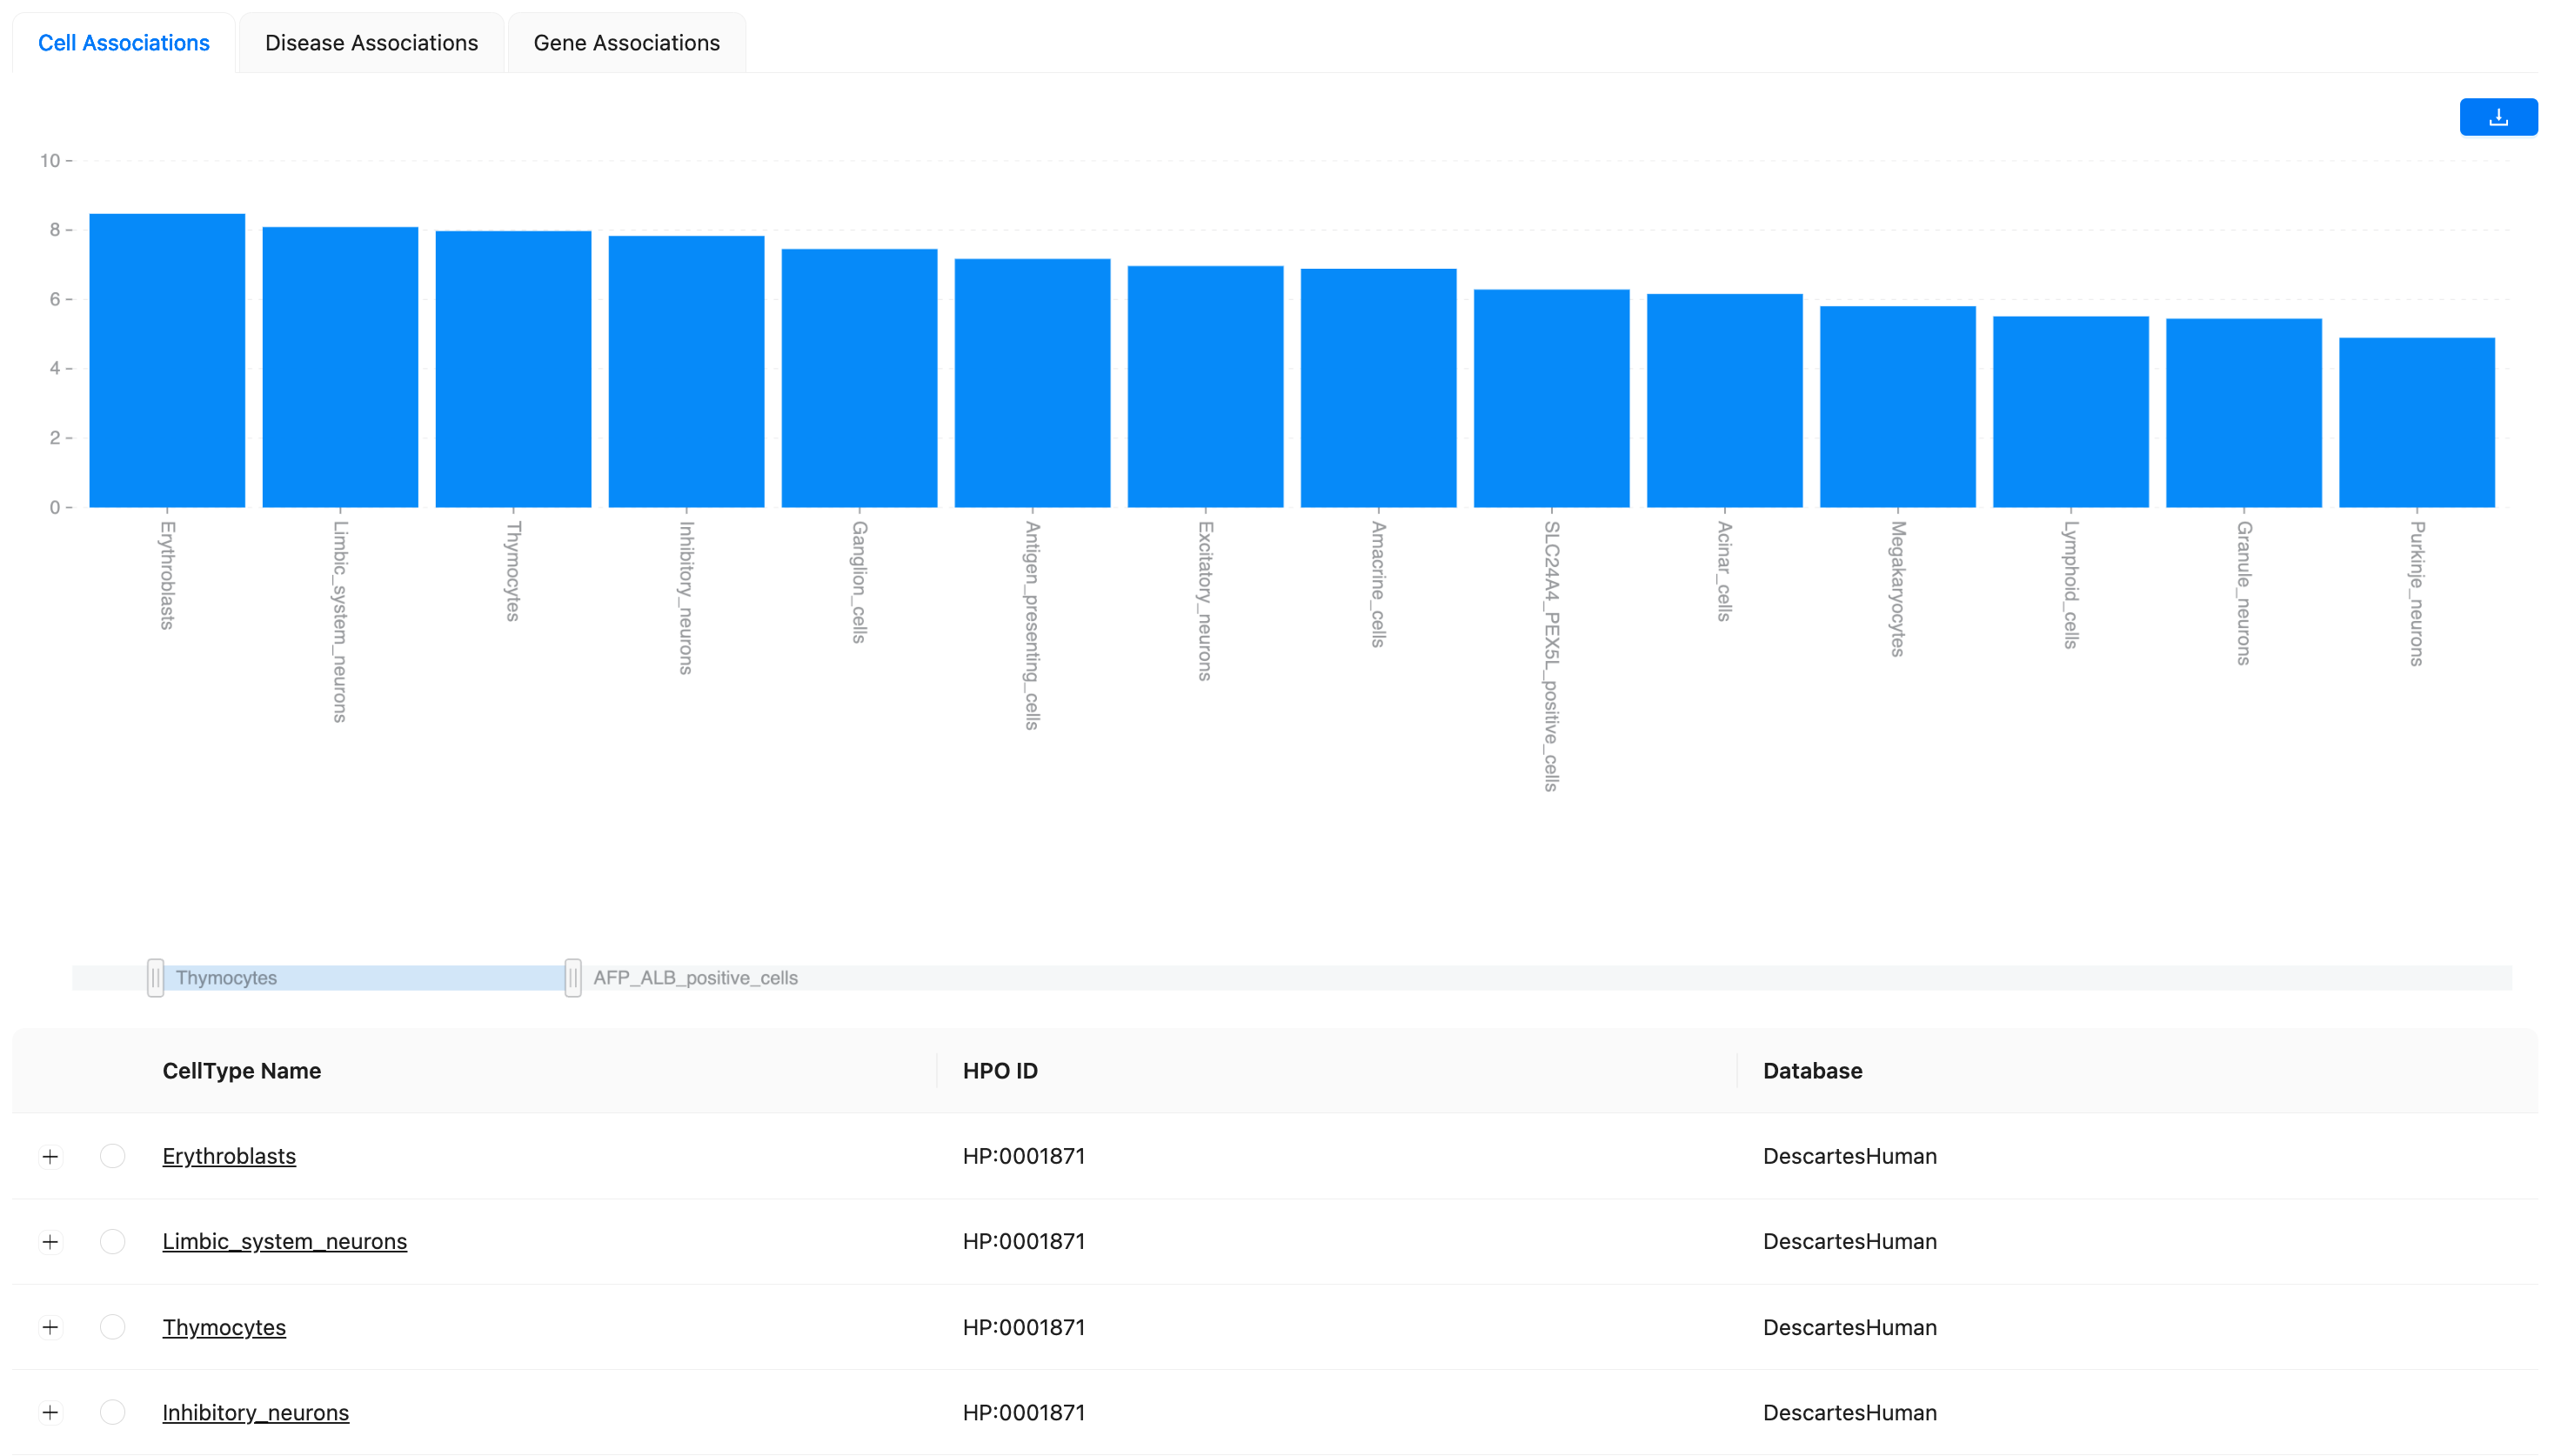 Cell Associations Disease Associations Gene Associations
10
8
6
4
2
0
Erythroblasts
Limbic_system_neurons
Thymocytes
Inhibitory_neurons
Ganglion_cells
Antigen_presenting_cells
Excitatory_neurons
Amacrine_cells
SLC24A4_PEX5L_positive_cells
Acinar_cells
Megakaryocytes
Lymphoid_cells
Granule_neurons
Purkinje_neurons
Thymocytes AFP_ALB_positive_cells
CellType Name HPO ID Database
Erythroblasts HP:0001871 DescartesHuman
Limbic_system_neurons HP:0001871 DescartesHuman
Thymocytes HP:0001871 DescartesHuman
Inhibitory_neurons HP:0001871 DescartesHuman